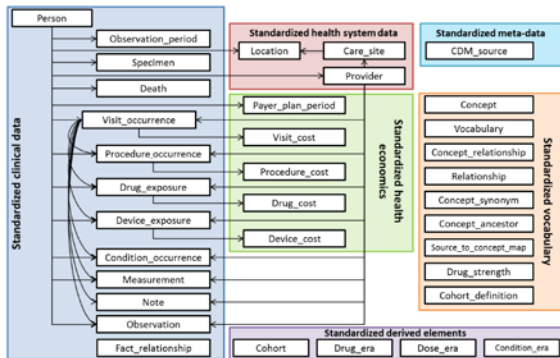 Person
Standardized clinical data
Observation_period
Specimen
Death
Visit_occurrence
Procedure_occurrence
Drug_exposure
Device_exposure
Condition_occurrence
Measurement
Note
Observation
Fact_relationship
Standardized health system data
Location
Care_site
Provider
Payer_plan_period
Visit_cost
Procedure_cost
Drug_cost
Device_cost
Standardized health
economics
Standardized meta-data
CDM_source
Concept
Vocabulary
Concept_relationship
Relationship
Concept_synonym
Concept_ancestor
Source_to_concept_map
Drug_strength
Cohort_definition
Standardized vocabulary
Standardized derived elements
Cohort
Drug_era
Dose_era
Condition_era